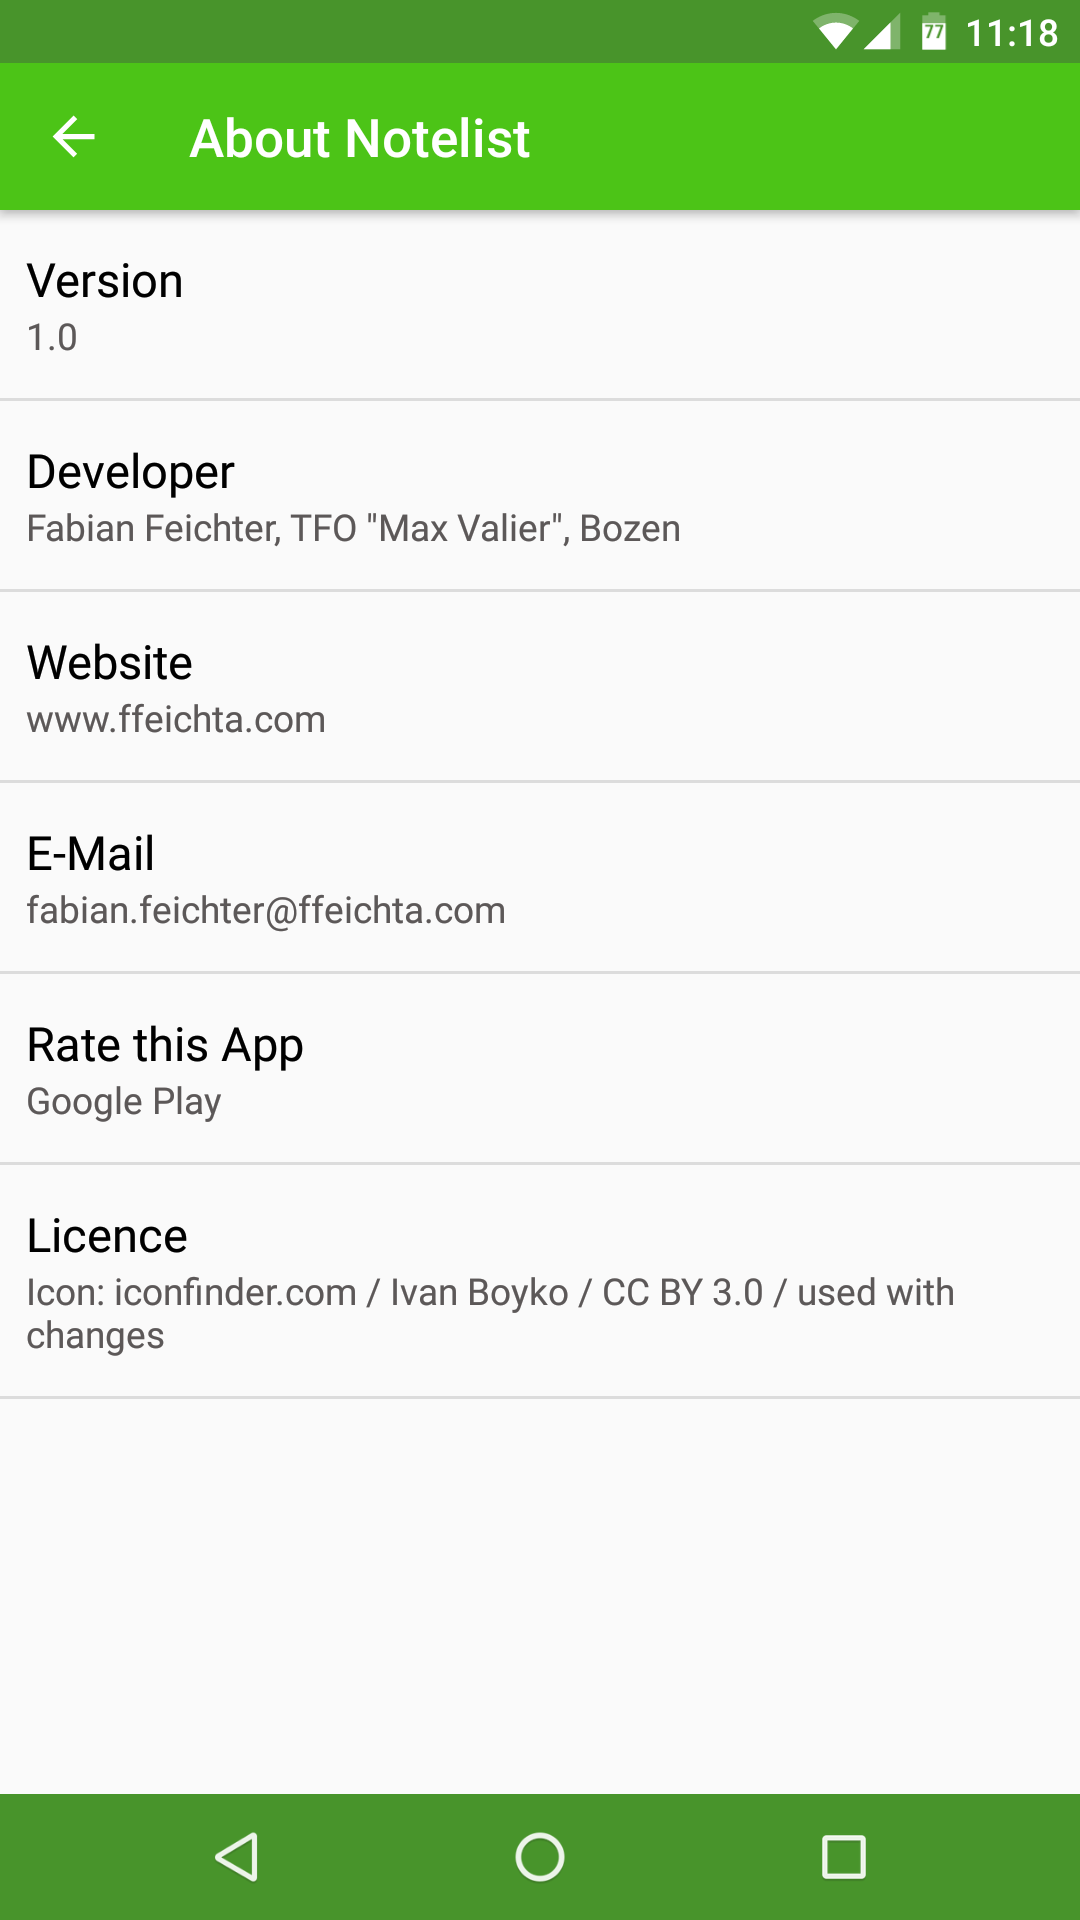 77 11:18
About Notelist
Version
1.0
Developer
Fabian Feichter, TFO "Max Valier", Bozen
Website
www.ffeichta.com
E-Mail
fabian.feichter@ffeichta.com
Rate this App
Google Play
Licence
Icon: iconfinder.com / Ivan Boyko / CC BY 3.0 / used with
changes